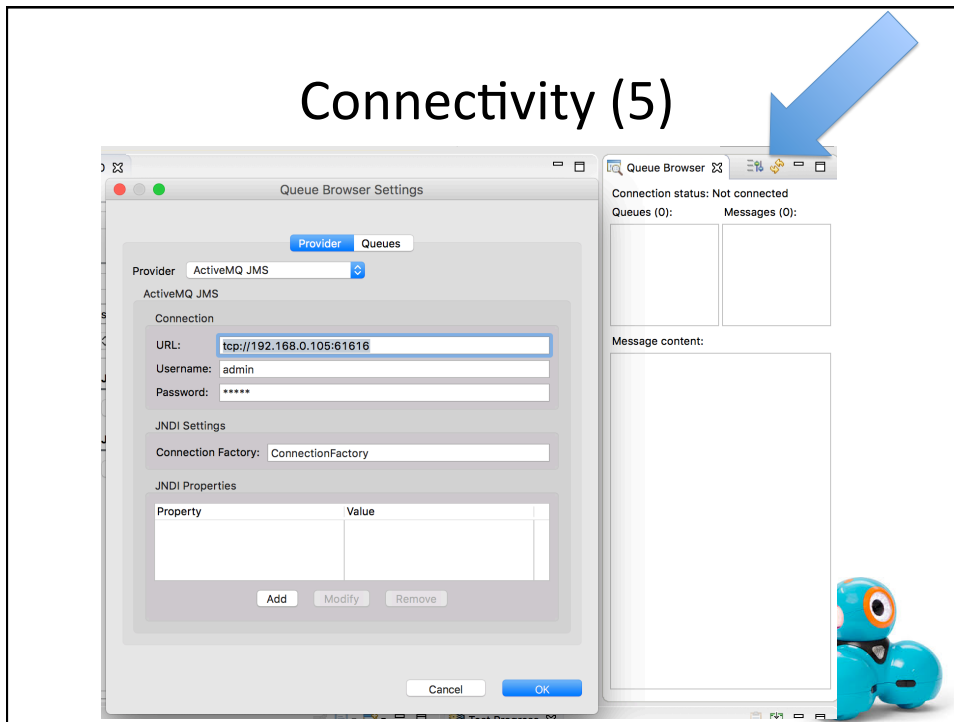 Connectivity (5)
Queue Browser Settings
Provider Queues
Provider ActiveMQ JMS
ActiveMQ JMS
Connection
URL: tcp://192.168.0.105:61616
Username: admin
Password: *****
JNDI Settings
Connection Factory: ConnectionFactory
JNDI Properties
Property Value
Add Modify Remove
Cancel OK
Queue Browser
Connection status: Not connected
Queues (0): Messages (0):
Message content: